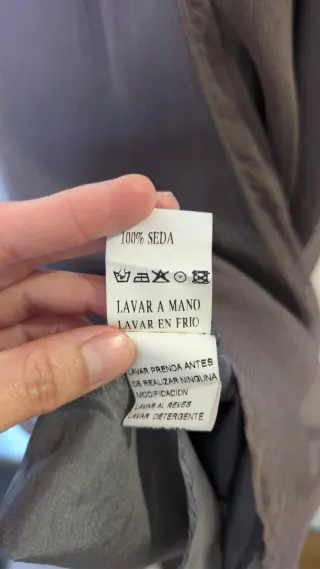 100% SEDA
LAVAR A MANO
LAVAR EN FRIO
LAVAR PRENDA ANTES
DE REALIZAR NINGUNA
MODIFICACION
LAVAR AL REVES
LAVAR DETERGENTE